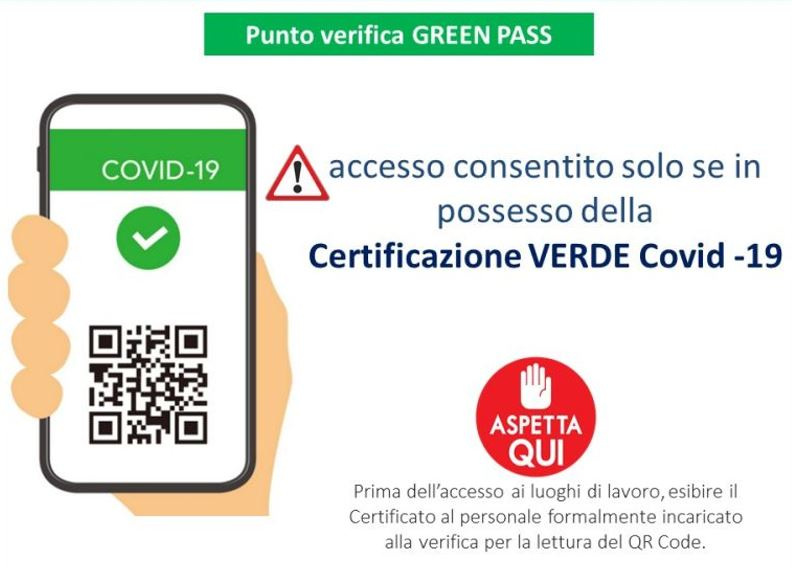 Punto verifica GREEN PASS
COVID-19
accesso consentito solo se in
possesso della
Certificazione VERDE Covid -19
ASPETTA
QUI
Prima dell'accesso ai luoghi di lavoro, esibire il
Certificato al personale formalmente incaricato
alla verifica per la lettura del QR Code.